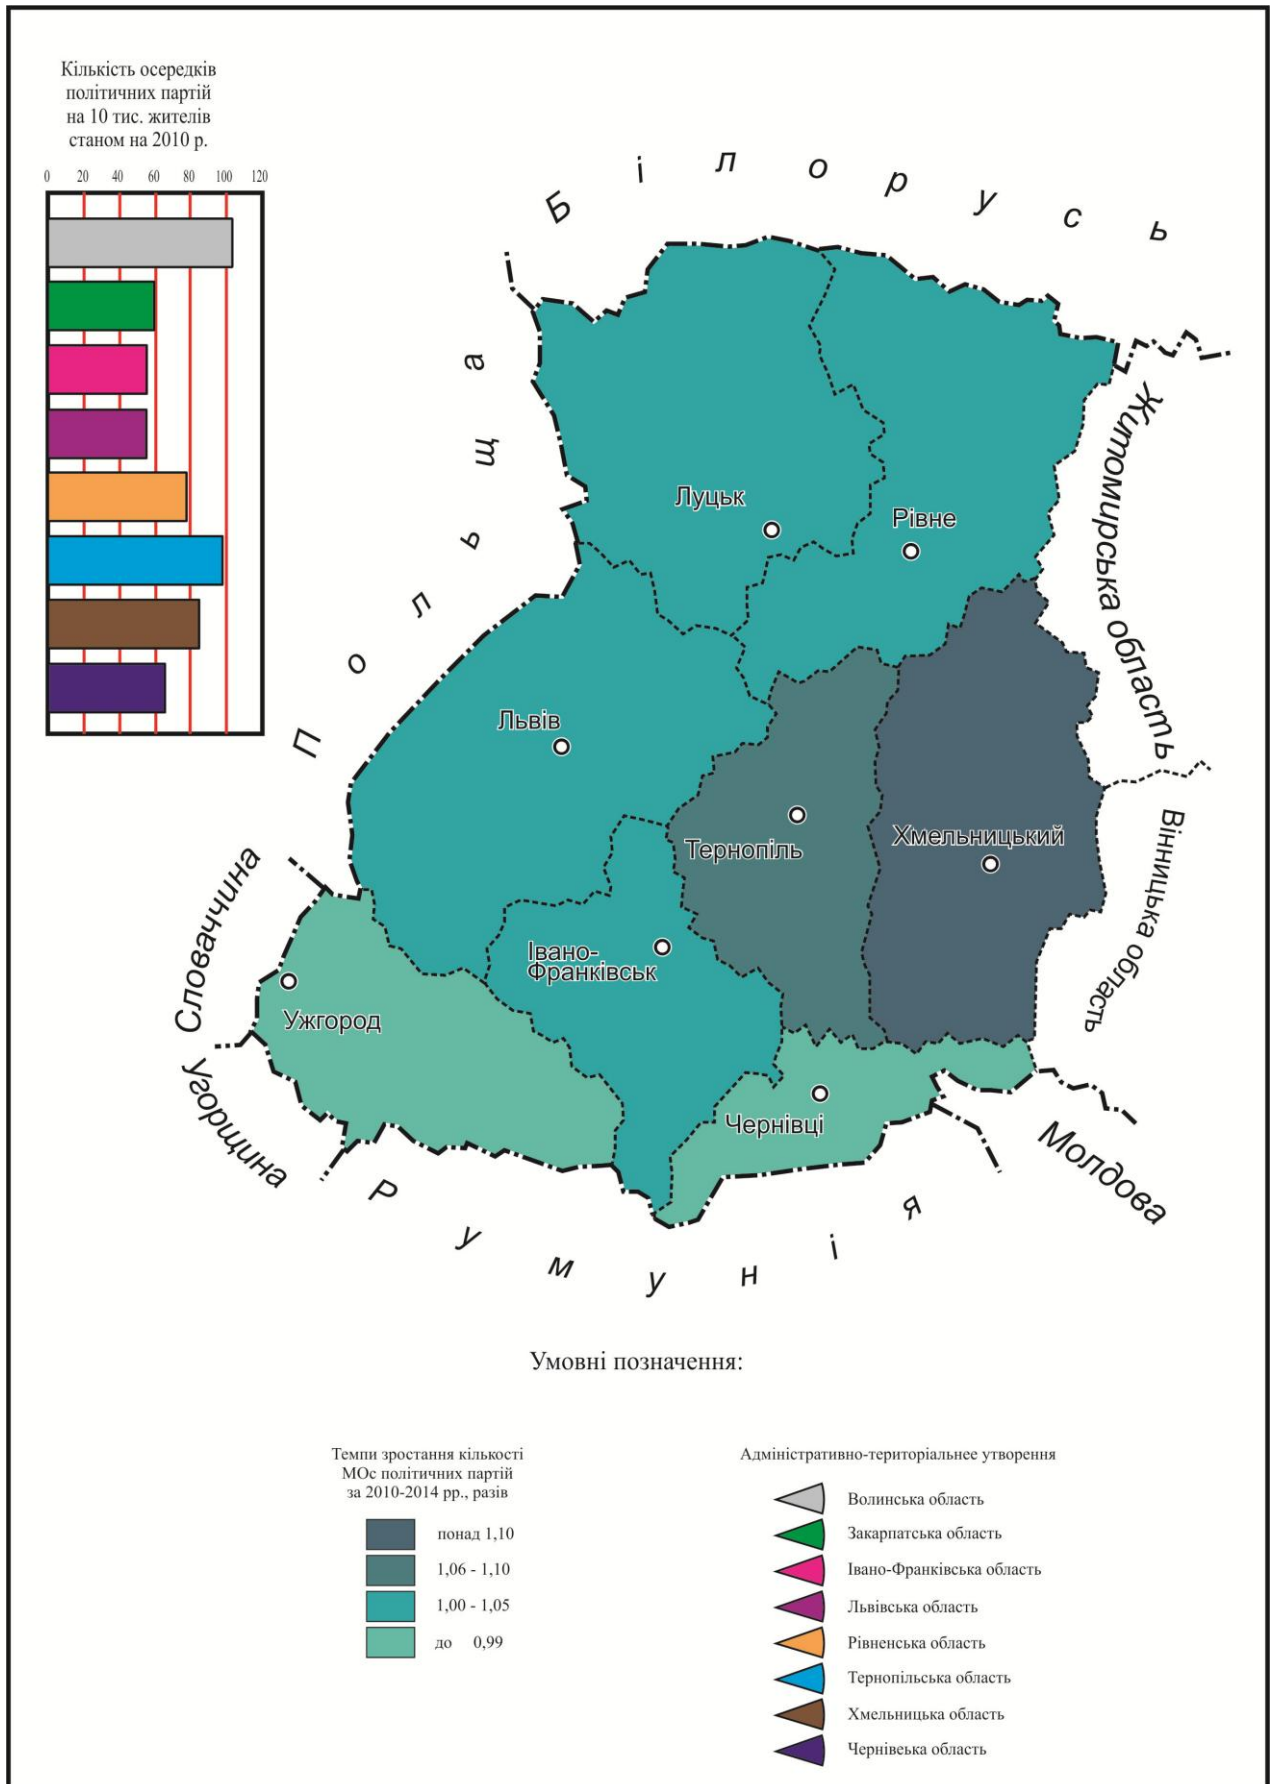 Кількість осередків
політичних партій
на 10 тис. жителів
станом на 2010 р.
0 20 40 60 80 100 120
Білорусь
Польща
Житомирська область
Луцьк
Рівне
Львів
Тернопіль
Хмельницький
Вінницька область
Словаччина
Івано-
Франківськ
Ужгород
Угорщина
Чернівці
Молдова
Румунія
Умовні позначення:
Темпи зростання кількості
МОс політичних партій
за 2010-2014 рр., разів
понад 1,10
1,06 - 1,10
1,00 - 1,05
до 0,99
Адміністративно-територіальнее утворення
Волинська область
Закарпатська область
Івано-Франківська область
Львівська область
Рівненська область
Тернопільська область
Хмельницька область
Чернівеька область